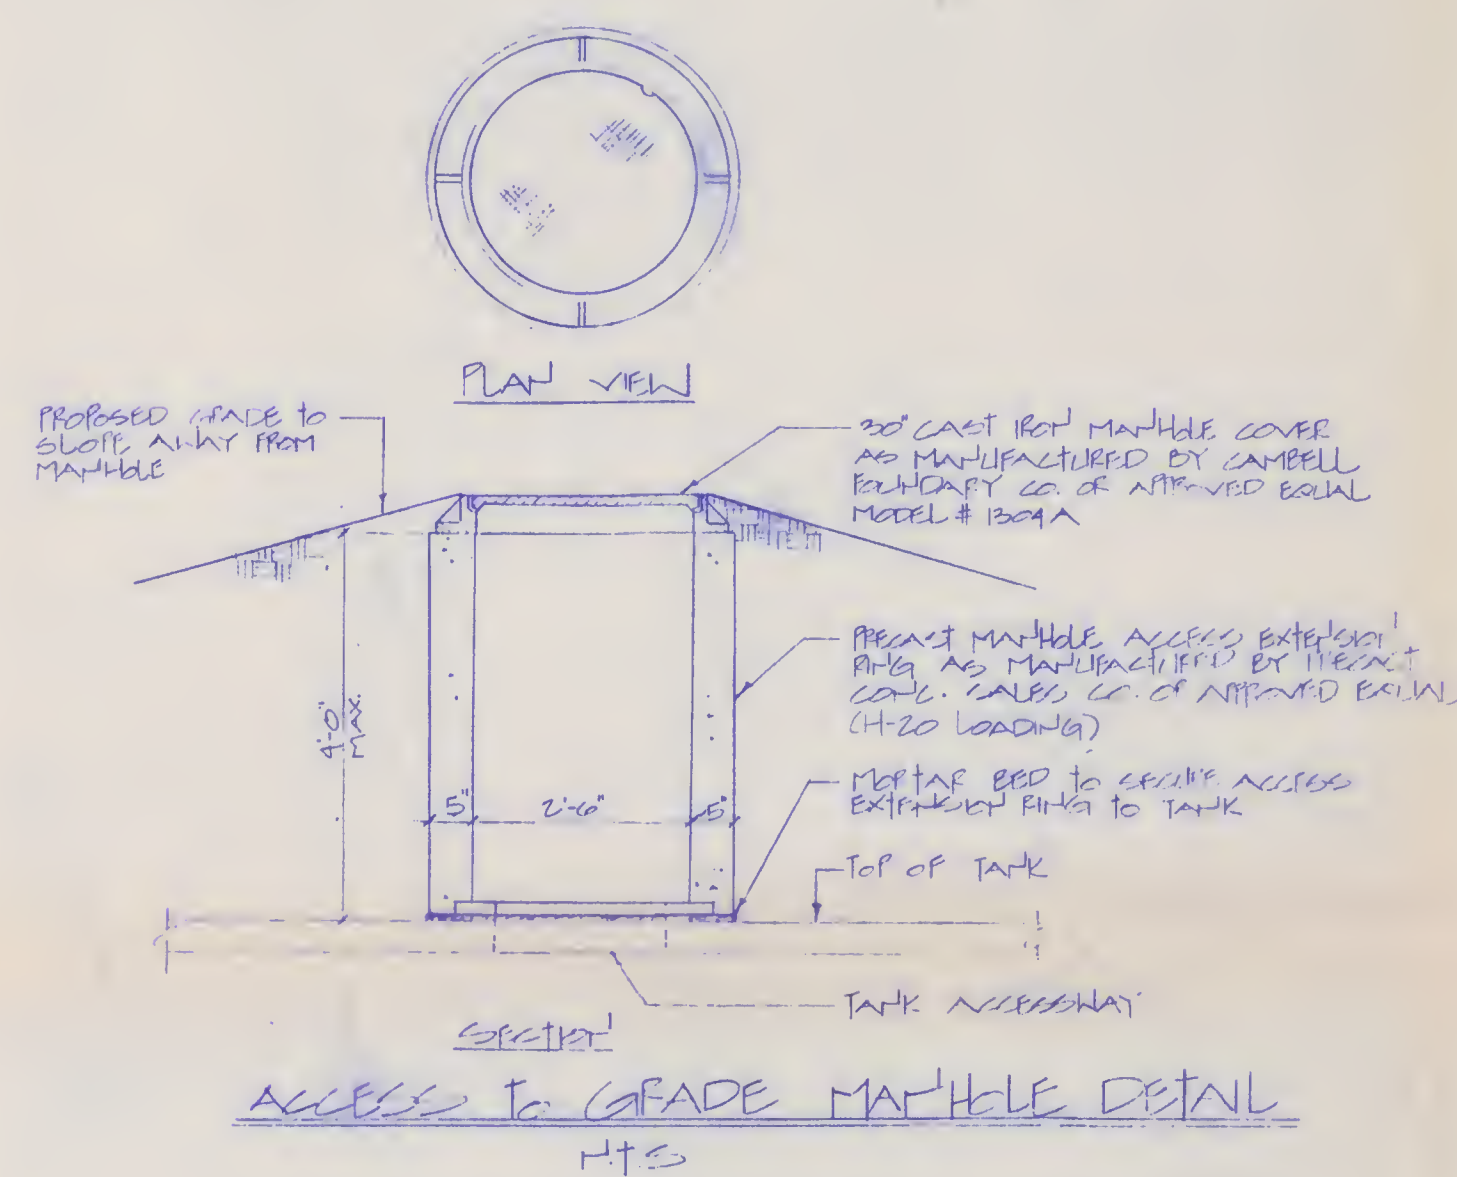 PLAN VIEW
PROPOSED GRADE TO
SLOPE AWAY FROM
MANHOLE
30" CAST IRON MANHOLE COVER
AS MANUFACTURED BY CAMBELL
FOUNDARY CO. OR APPROVED EQUAL
MODEL # 1304A
PRECAST MANHOLE ACCESS EXTENSION
RING AS MANUFACTURED BY PRECAST
CONC. SALES CO. OR APPROVED EQUAL
(H-20 LOADING)
4'-0"
MAX.
MORTAR BED TO SECURE ACCESS
EXTENSION RING TO TANK
5" 2'-6" 5"
TOP OF TANK
TANK ACCESSWAY
SECTION
ACCESS TO GRADE MANHOLE DETAIL
N.T.S